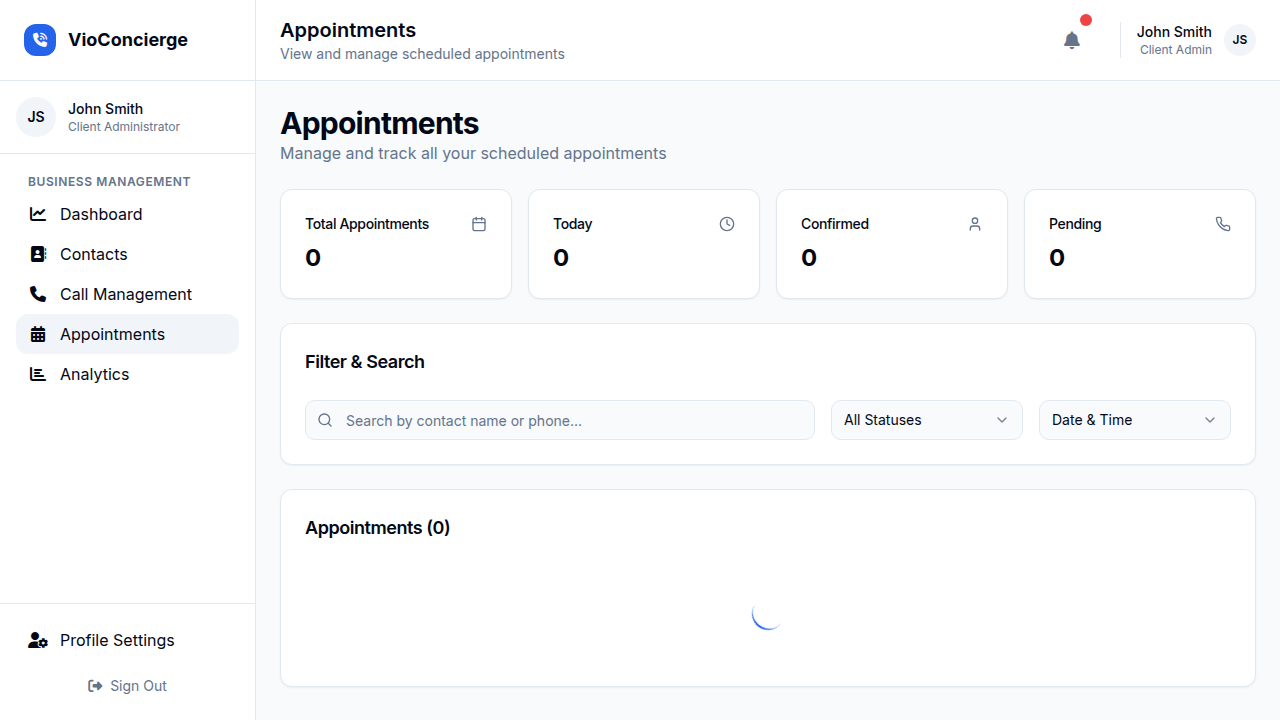 VioConcierge
JS
John Smith
Client Administrator
BUSINESS MANAGEMENT
Dashboard
Contacts
Call Management
Appointments
Analytics
Profile Settings
Sign Out
Appointments
View and manage scheduled appointments
John Smith
Client Admin
JS
Appointments
Manage and track all your scheduled appointments
Total Appointments
0
Today
0
Confirmed
0
Pending
0
Filter & Search
Search by contact name or phone...
All Statuses
Date & Time
Appointments (0)